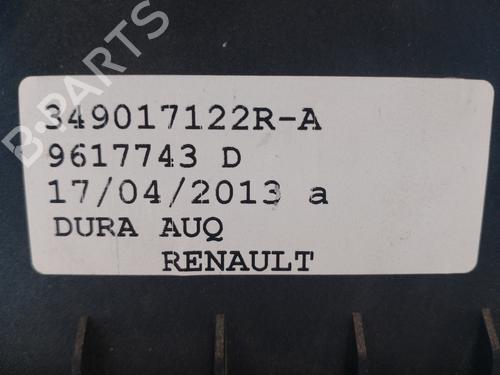 B-PARTS
349017122R-A
9617743 D
17/04/2013 a
DURA AUQ
RENAULT